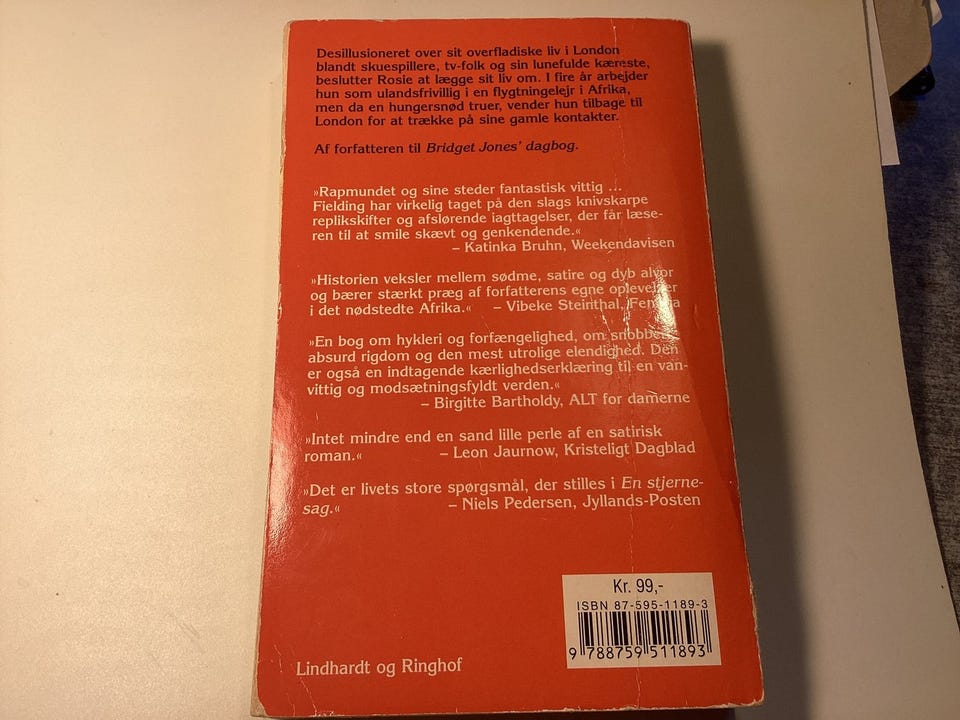 Desillusioneret over sit overfladiske liv i London
blandt skuespillere, tv-folk og sin lunefulde kæreste,
beslutter Rosie at lægge sit liv om. I fire år arbejder
hun som ulandsfrivillig i en flygtningelejr i Afrika,
men da en hungersnød truer, vender hun tilbage til
London for at trække på sine gamle kontakter.
Af forfatteren til Bridget Jones' dagbog.
»Rapmundet og sine steder fantastisk vittig ...
Fielding har virkelig taget på den slags knivskarpe
replikskifter og afslørende iagttagelser, der får læse-
ren til at smile skævt og genkendende.«
– Katinka Bruhn, Weekendavisen
»Historien veksler mellem sødme, satire og dyb alvor
og bærer stærkt præg af forfatterens egne oplevelser
i det nødstedte Afrika.« – Vibeke Steinthal, Femina
»En bog om hykleri og forfængelighed, om snobberi,
absurd rigdom og den mest utrolige elendighed. Den
er også en indtagende kærlighedserklæring til en van-
vittig og modsætningsfyldt verden.«
– Birgitte Bartholdy, ALT for damerne
»Intet mindre end en sand lille perle af en satirisk
roman.« – Leon Jaurnow, Kristeligt Dagblad
»Det er livets store spørgsmål, der stilles i En stjerne-
sag.« – Niels Pedersen, Jyllands-Posten
Kr. 99,-
ISBN 87-595-1189-3
9 788759 511893
Lindhardt og Ringhof